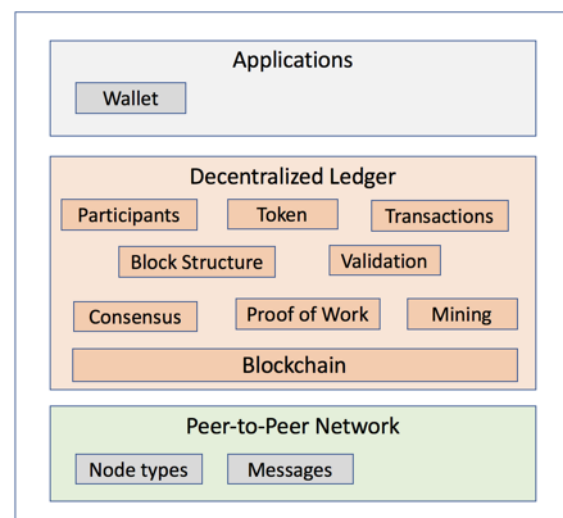 Applications
Wallet
Decentralized Ledger
Participants
Token
Transactions
Block Structure
Validation
Consensus
Proof of Work
Mining
Blockchain
Peer-to-Peer Network
Node types
Messages